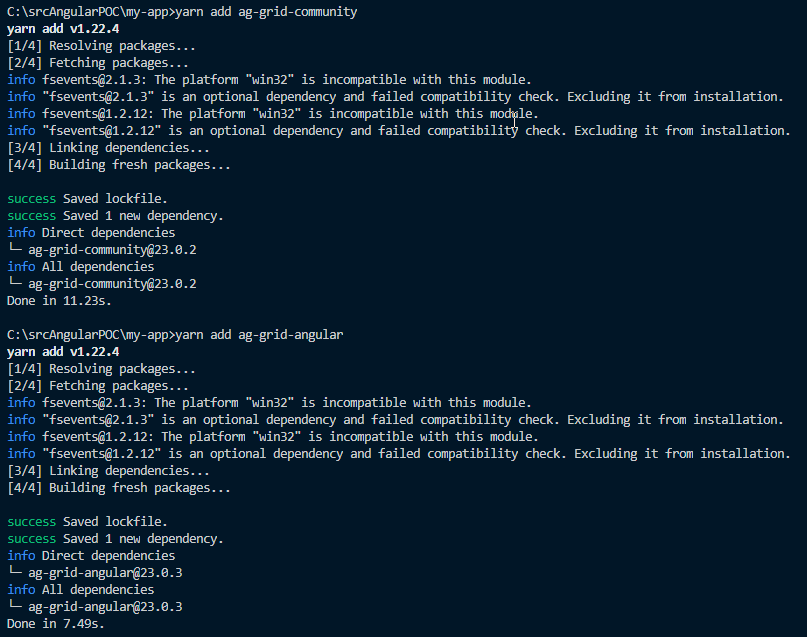 C:\srcAngularPOC\my-app>yarn add ag-grid-community
yarn add v1.22.4
[1/4] Resolving packages...
[2/4] Fetching packages...
info fsevents@2.1.3: The platform "win32" is incompatible with this module.
info "fsevents@2.1.3" is an optional dependency and failed compatibility check. Excluding it from installation.
info fsevents@1.2.12: The platform "win32" is incompatible with this module.
info "fsevents@1.2.12" is an optional dependency and failed compatibility check. Excluding it from installation.
[3/4] Linking dependencies...
[4/4] Building fresh packages...
success Saved lockfile.
success Saved 1 new dependency.
info Direct dependencies
└─ ag-grid-community@23.0.2
info All dependencies
└─ ag-grid-community@23.0.2
Done in 11.23s.
C:\srcAngularPOC\my-app>yarn add ag-grid-angular
yarn add v1.22.4
[1/4] Resolving packages...
[2/4] Fetching packages...
info fsevents@2.1.3: The platform "win32" is incompatible with this module.
info "fsevents@2.1.3" is an optional dependency and failed compatibility check. Excluding it from installation.
info fsevents@1.2.12: The platform "win32" is incompatible with this module.
info "fsevents@1.2.12" is an optional dependency and failed compatibility check. Excluding it from installation.
[3/4] Linking dependencies...
[4/4] Building fresh packages...
success Saved lockfile.
success Saved 1 new dependency.
info Direct dependencies
└─ ag-grid-angular@23.0.3
info All dependencies
└─ ag-grid-angular@23.0.3
Done in 7.49s.